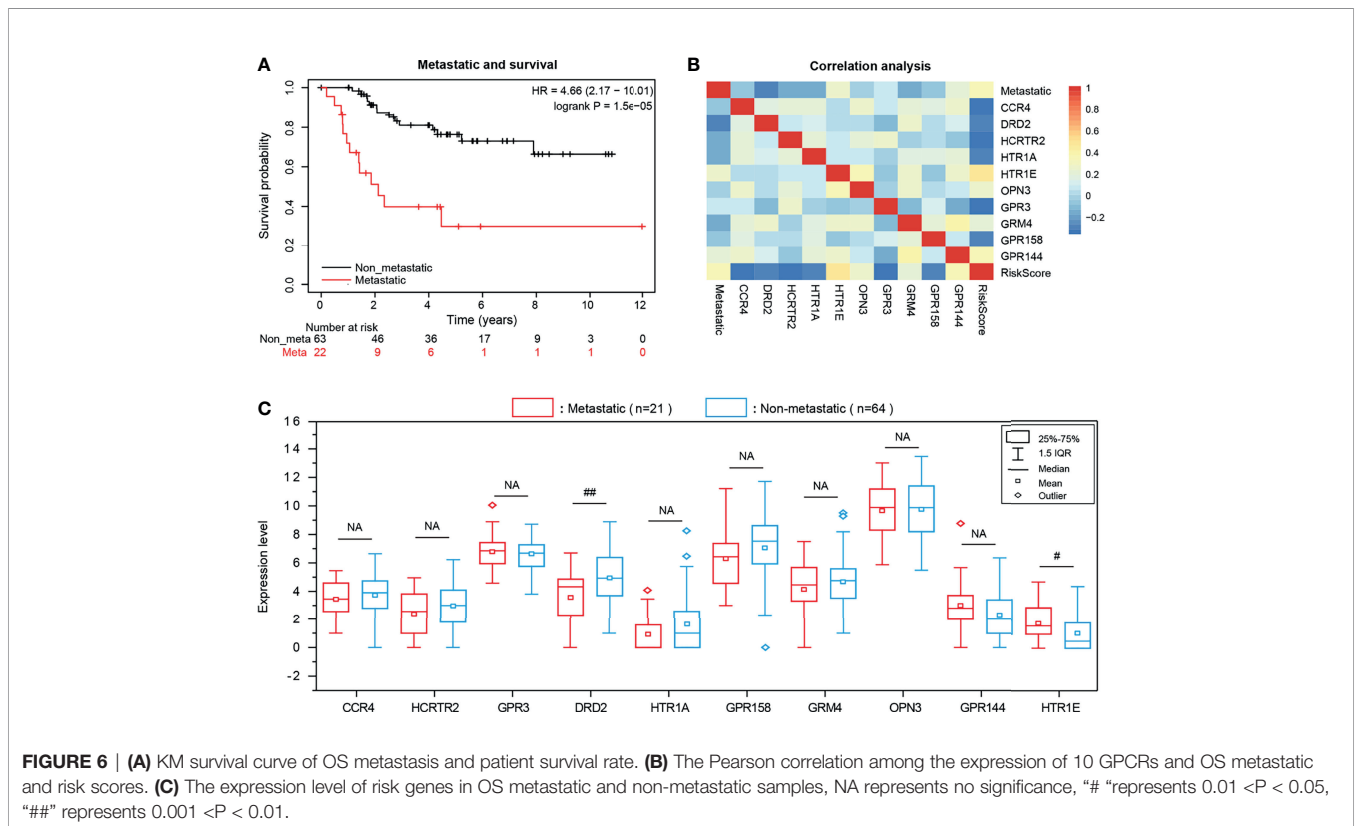 A
Metastatic and survival
HR = 4.66 (2.17 − 10.01)
logrank P = 1.5e−05
Survival probability
1.0
0.8
0.6
0.4
0.2
0.0
Non_metastatic
Metastatic
0 2 4 6 8 10 12
Time (years)
Number at risk
Non_meta 63 46 36 17 9 3 0
Meta 22 9 6 1 1 1 0
B
Correlation analysis
Metastatic
CCR4
DRD2
HCRTR2
HTR1A
HTR1E
OPN3
GPR3
GRM4
GPR158
GPR144
RiskScore
Metastatic
CCR4
DRD2
HCRTR2
HTR1A
HTR1E
OPN3
GPR3
GRM4
GPR158
GPR144
RiskScore
1
0.8
0.6
0.4
0.2
0
−0.2
C
: Metastatic ( n=21 )
: Non-metastatic ( n=64 )
Expression level
16
14
12
10
8
6
4
2
0
-2
NA
NA
NA
##
NA
NA
NA
NA
NA
#
25%-75%
1.5 IQR
Median
Mean
Outlier
CCR4 HCRTR2 GPR3 DRD2 HTR1A GPR158 GRM4 OPN3 GPR144 HTR1E
FIGURE 6 | (A) KM survival curve of OS metastasis and patient survival rate. (B) The Pearson correlation among the expression of 10 GPCRs and OS metastatic
and risk scores. (C) The expression level of risk genes in OS metastatic and non-metastatic samples, NA represents no significance, “# “represents 0.01 <P < 0.05,
“##” represents 0.001 <P < 0.01.